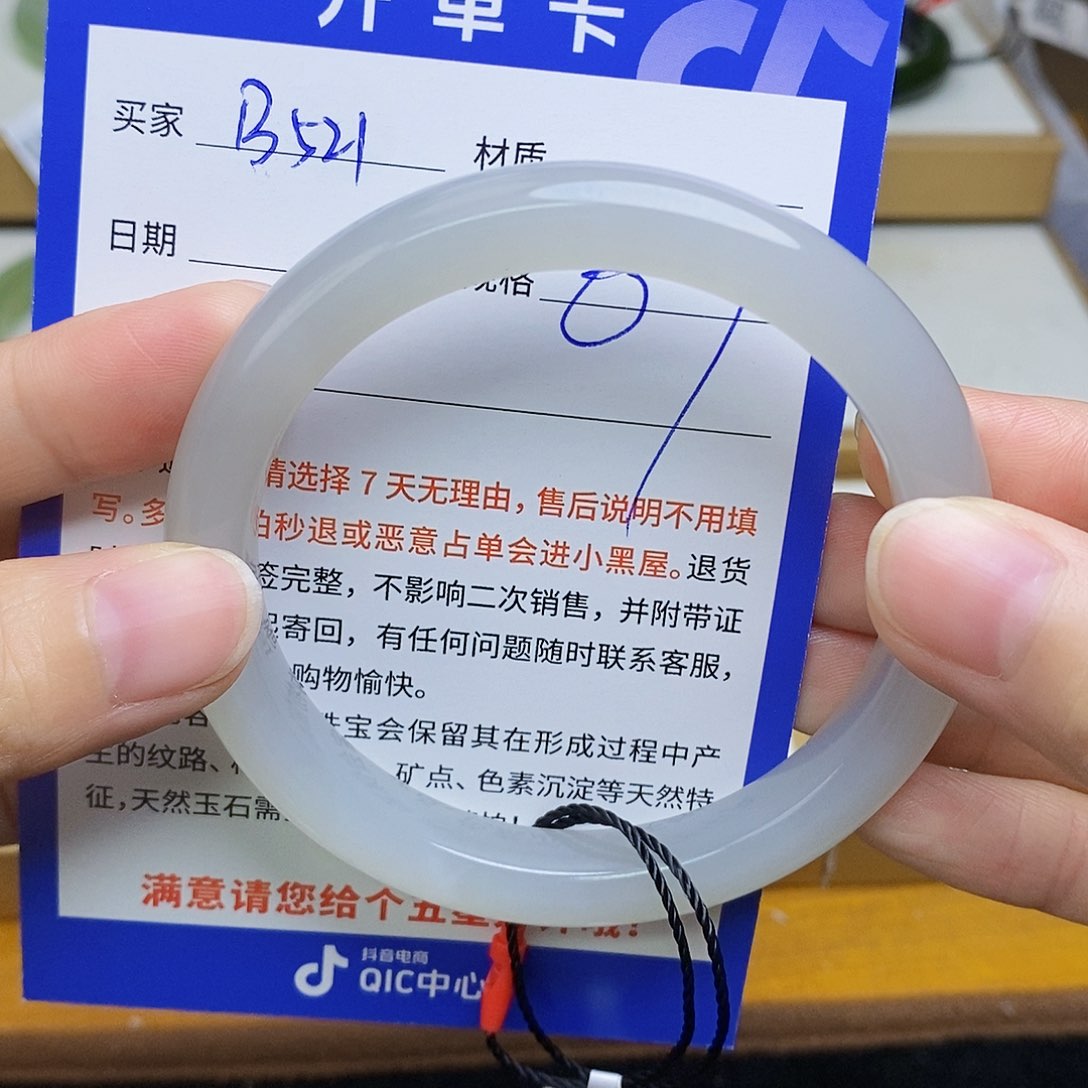 开单卡
买家 B521 材质
日期 规格 0
请选择 7 天无理由，售后说明不用填
写。多 怕秒退或恶意占单会进小黑屋。退货
签完整，不影响二次销售，并附带证
起寄回，有任何问题随时联系客服，
购物愉快。
珠宝会保留其在形成过程中产
生的纹路、 矿点、色素沉淀等天然特
征，天然玉石需
满意请您给个五星
抖音电商
QIC中心